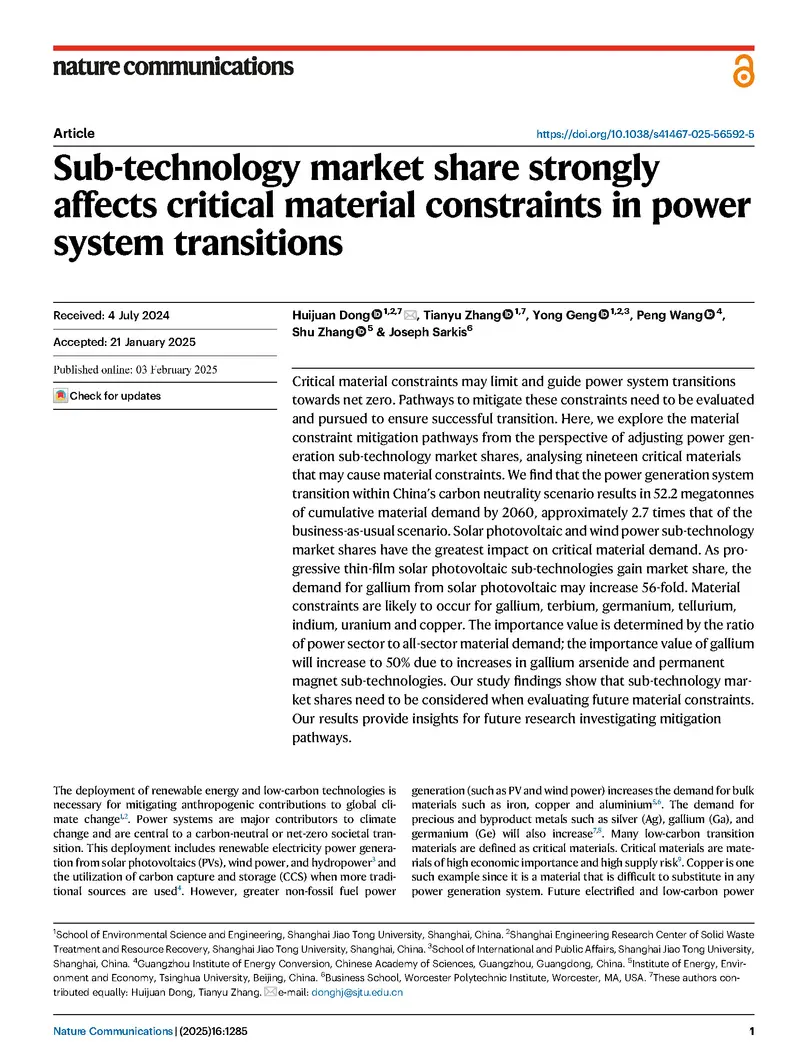 nature communications
Article
https://doi.org/10.1038/s41467-025-56592-5
Sub-technology market share strongly
affects critical material constraints in power
system transitions
Received: 4 July 2024
Accepted: 21 January 2025
Published online: 03 February 2025
Check for updates
Huijuan Dong 1,2,7, Tianyu Zhang 1,7, Yong Geng 1,2,3, Peng Wang 4,
Shu Zhang 5 & Joseph Sarkis6
Critical material constraints may limit and guide power system transitions
towards net zero. Pathways to mitigate these constraints need to be evaluated
and pursued to ensure successful transition. Here, we explore the material
constraint mitigation pathways from the perspective of adjusting power gen-
eration sub-technology market shares, analysing nineteen critical materials
that may cause material constraints. We find that the power generation system
transition within China's carbon neutrality scenario results in 52.2 megatonnes
of cumulative material demand by 2060, approximately 2.7 times that of the
business-as-usual scenario. Solar photovoltaic and wind power sub-technology
market shares have the greatest impact on critical material demand. As pro-
gressive thin-film solar photovoltaic sub-technologies gain market share, the
demand for gallium from solar photovoltaic may increase 56-fold. Material
constraints are likely to occur for gallium, terbium, germanium, tellurium,
indium, uranium and copper. The importance value is determined by the ratio
of power sector to all-sector material demand; the importance value of gallium
will increase to 50% due to increases in gallium arsenide and permanent
magnet sub-technologies. Our study findings show that sub-technology mar-
ket shares need to be considered when evaluating future material constraints.
Our results provide insights for future research investigating mitigation
pathways.
The deployment of renewable energy and low-carbon technologies is
necessary for mitigating anthropogenic contributions to global cli-
mate change1,2. Power systems are major contributors to climate
change and are central to a carbon-neutral or net-zero societal tran-
sition. This deployment includes renewable electricity power genera-
tion from solar photovoltaics (PVs), wind power, and hydropower3 and
the utilization of carbon capture and storage (CCS) when more tradi-
tional sources are used4. However, greater non-fossil fuel power
generation (such as PV and wind power) increases the demand for bulk
materials such as iron, copper and aluminium5,6. The demand for
precious and byproduct metals such as silver (Ag), gallium (Ga), and
germanium (Ge) will also increase7,8. Many low-carbon transition
materials are defined as critical materials. Critical materials are mate-
rials of high economic importance and high supply risk9. Copper is one
such example since it is a material that is difficult to substitute in any
power generation system. Future electrified and low-carbon power
1School of Environmental Science and Engineering, Shanghai Jiao Tong University, Shanghai, China. 2Shanghai Engineering Research Center of Solid Waste
Treatment and Resource Recovery, Shanghai Jiao Tong University, Shanghai, China. 3School of International and Public Affairs, Shanghai Jiao Tong University,
Shanghai, China. 4Guangzhou Institute of Energy Conversion, Chinese Academy of Sciences, Guangzhou, Guangdong, China. 5Institute of Energy, Envir-
onment and Economy, Tsinghua University, Beijing, China. 6Business School, Worcester Polytechnic Institute, Worcester, MA, USA. 7These authors con-
tributed equally: Huijuan Dong, Tianyu Zhang. e-mail: donghj@sjtu.edu.cn
Nature Communications | (2025)16:1285
1